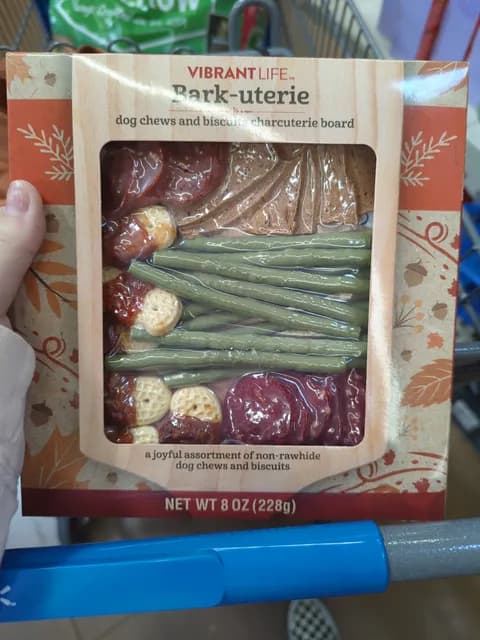 VIBRANT LIFE™
Bark-uterie
dog chews and biscuits charcuterie board
a joyful assortment of non-rawhide
dog chews and biscuits
NET WT 8 OZ (228g)